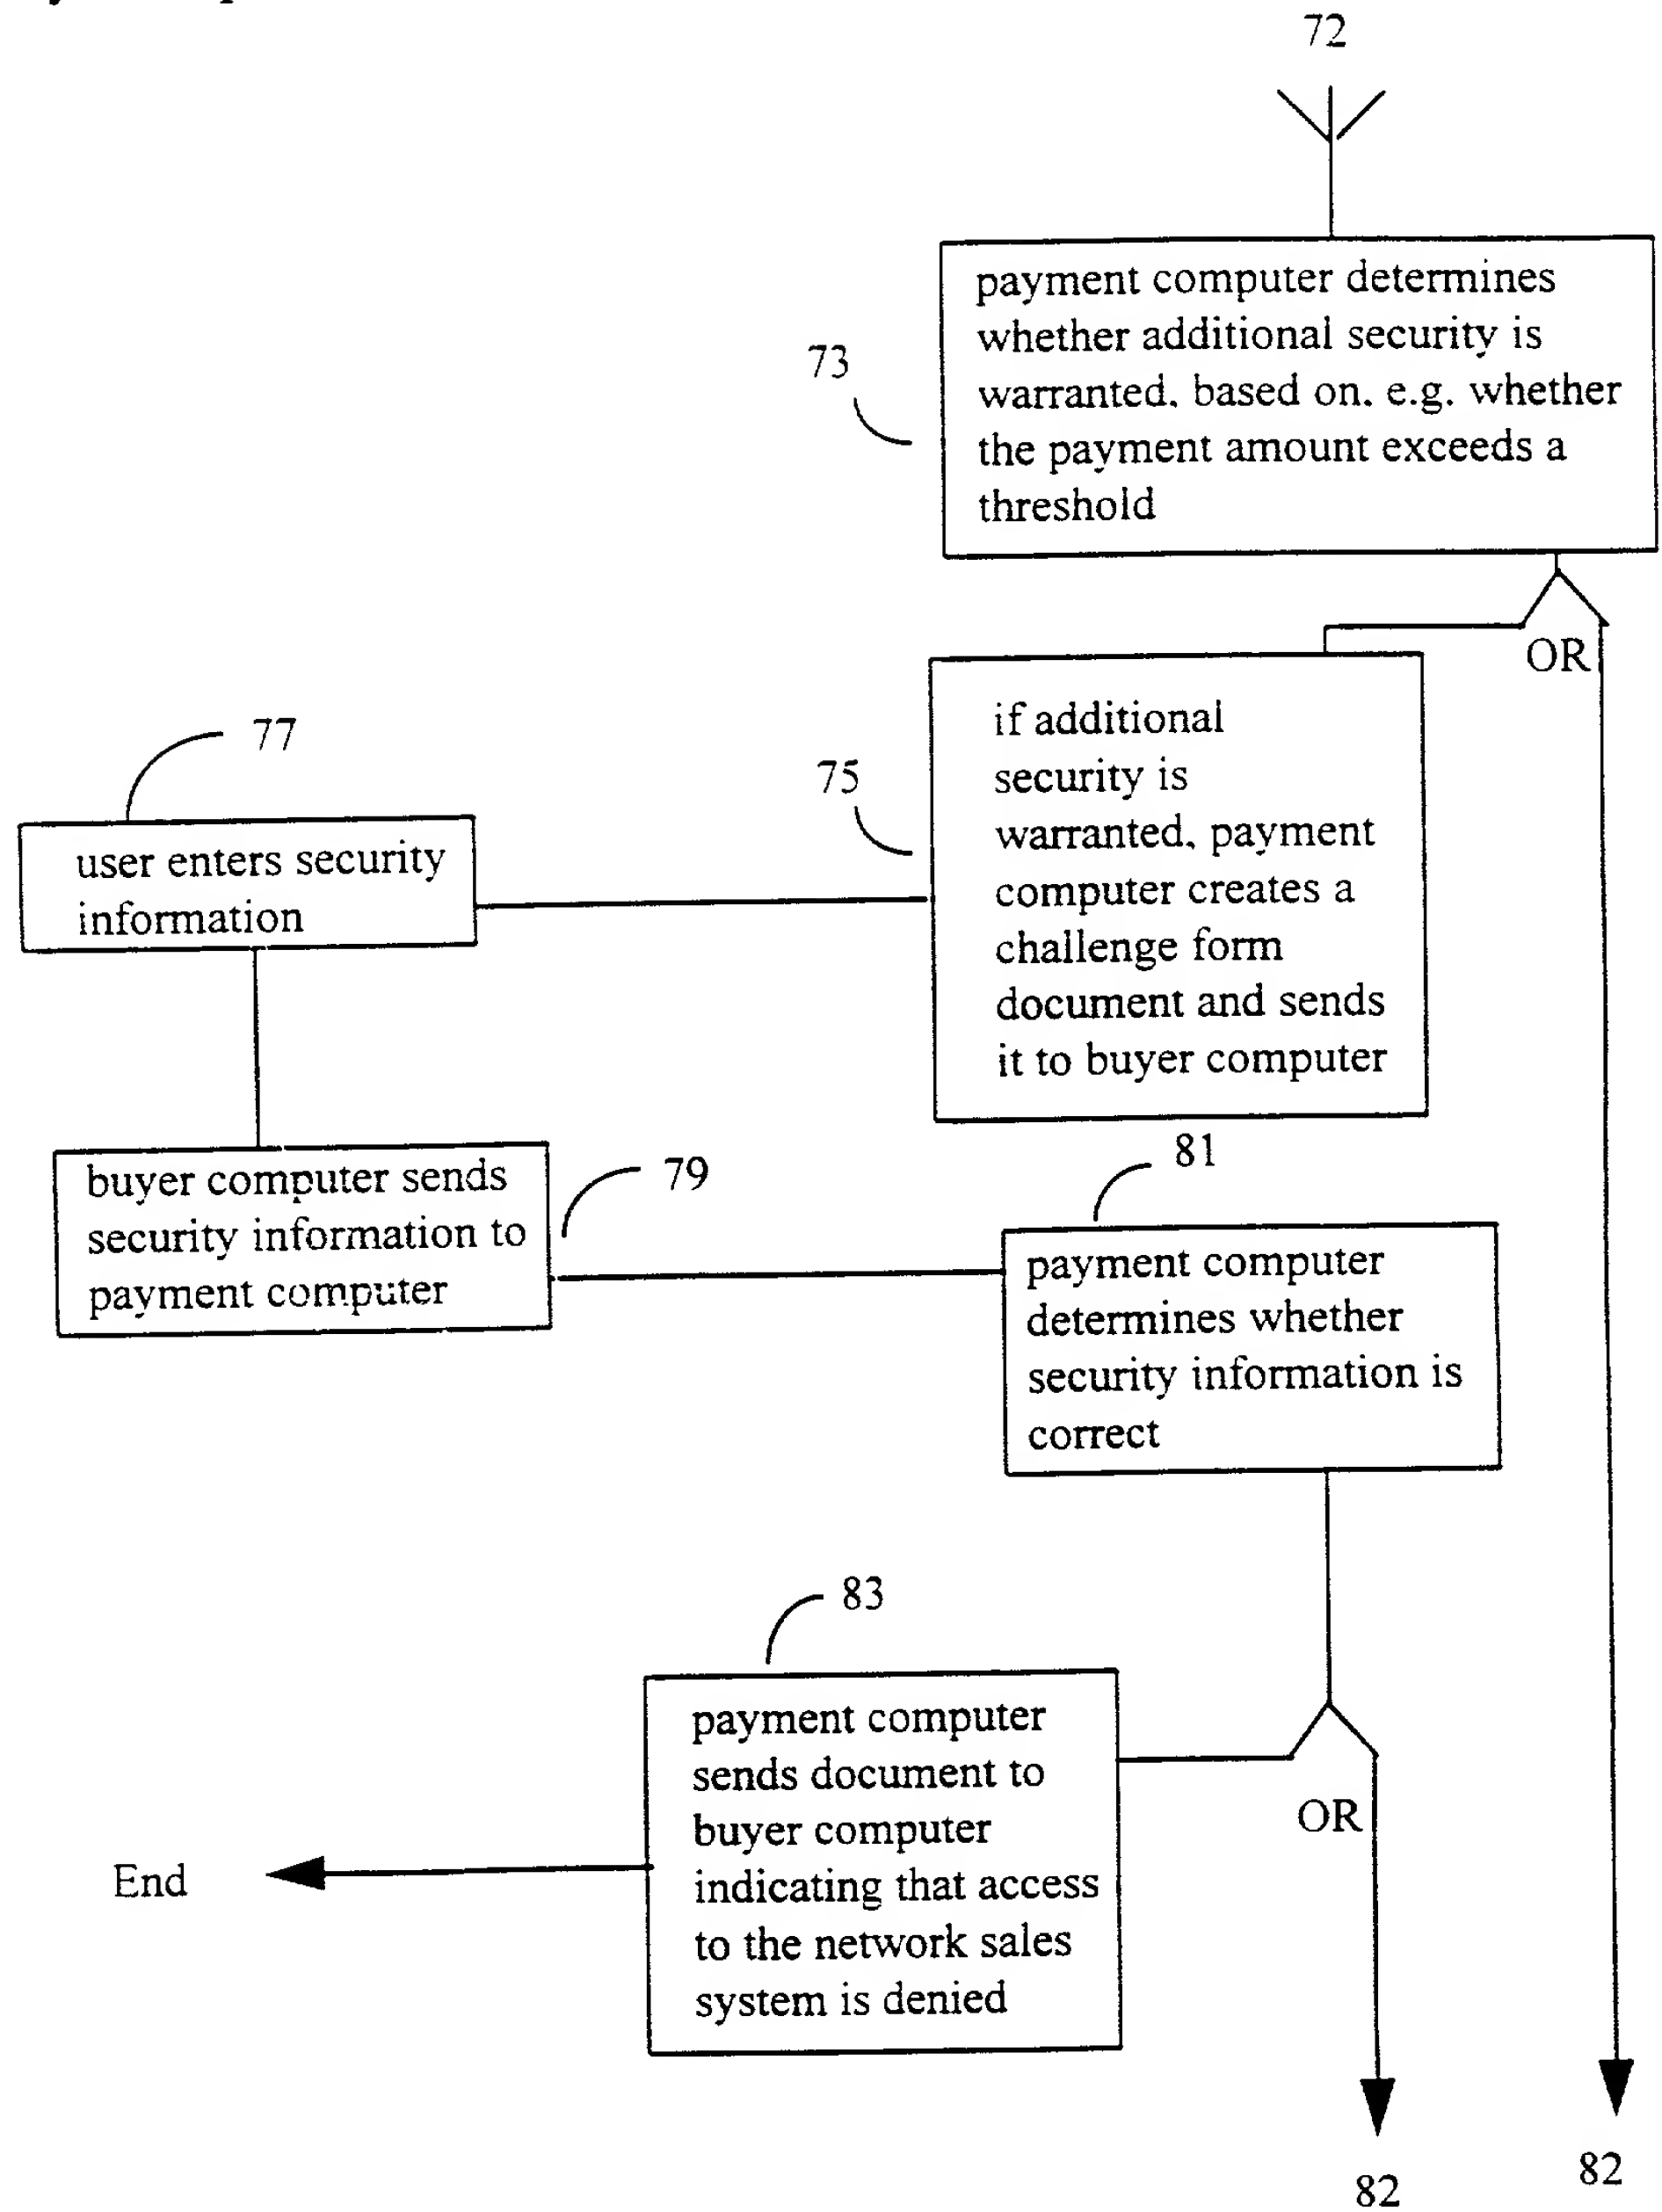 72
payment computer determines
whether additional security is
warranted, based on, e.g. whether
the payment amount exceeds a
threshold
73
OR
if additional
security is
warranted, payment
computer creates a
challenge form
document and sends
it to buyer computer
75
77
user enters security
information
buyer computer sends
security information to
payment computer
79
81
payment computer
determines whether
security information is
correct
83
payment computer
sends document to
buyer computer
indicating that access
to the network sales
system is denied
OR
End
82
82